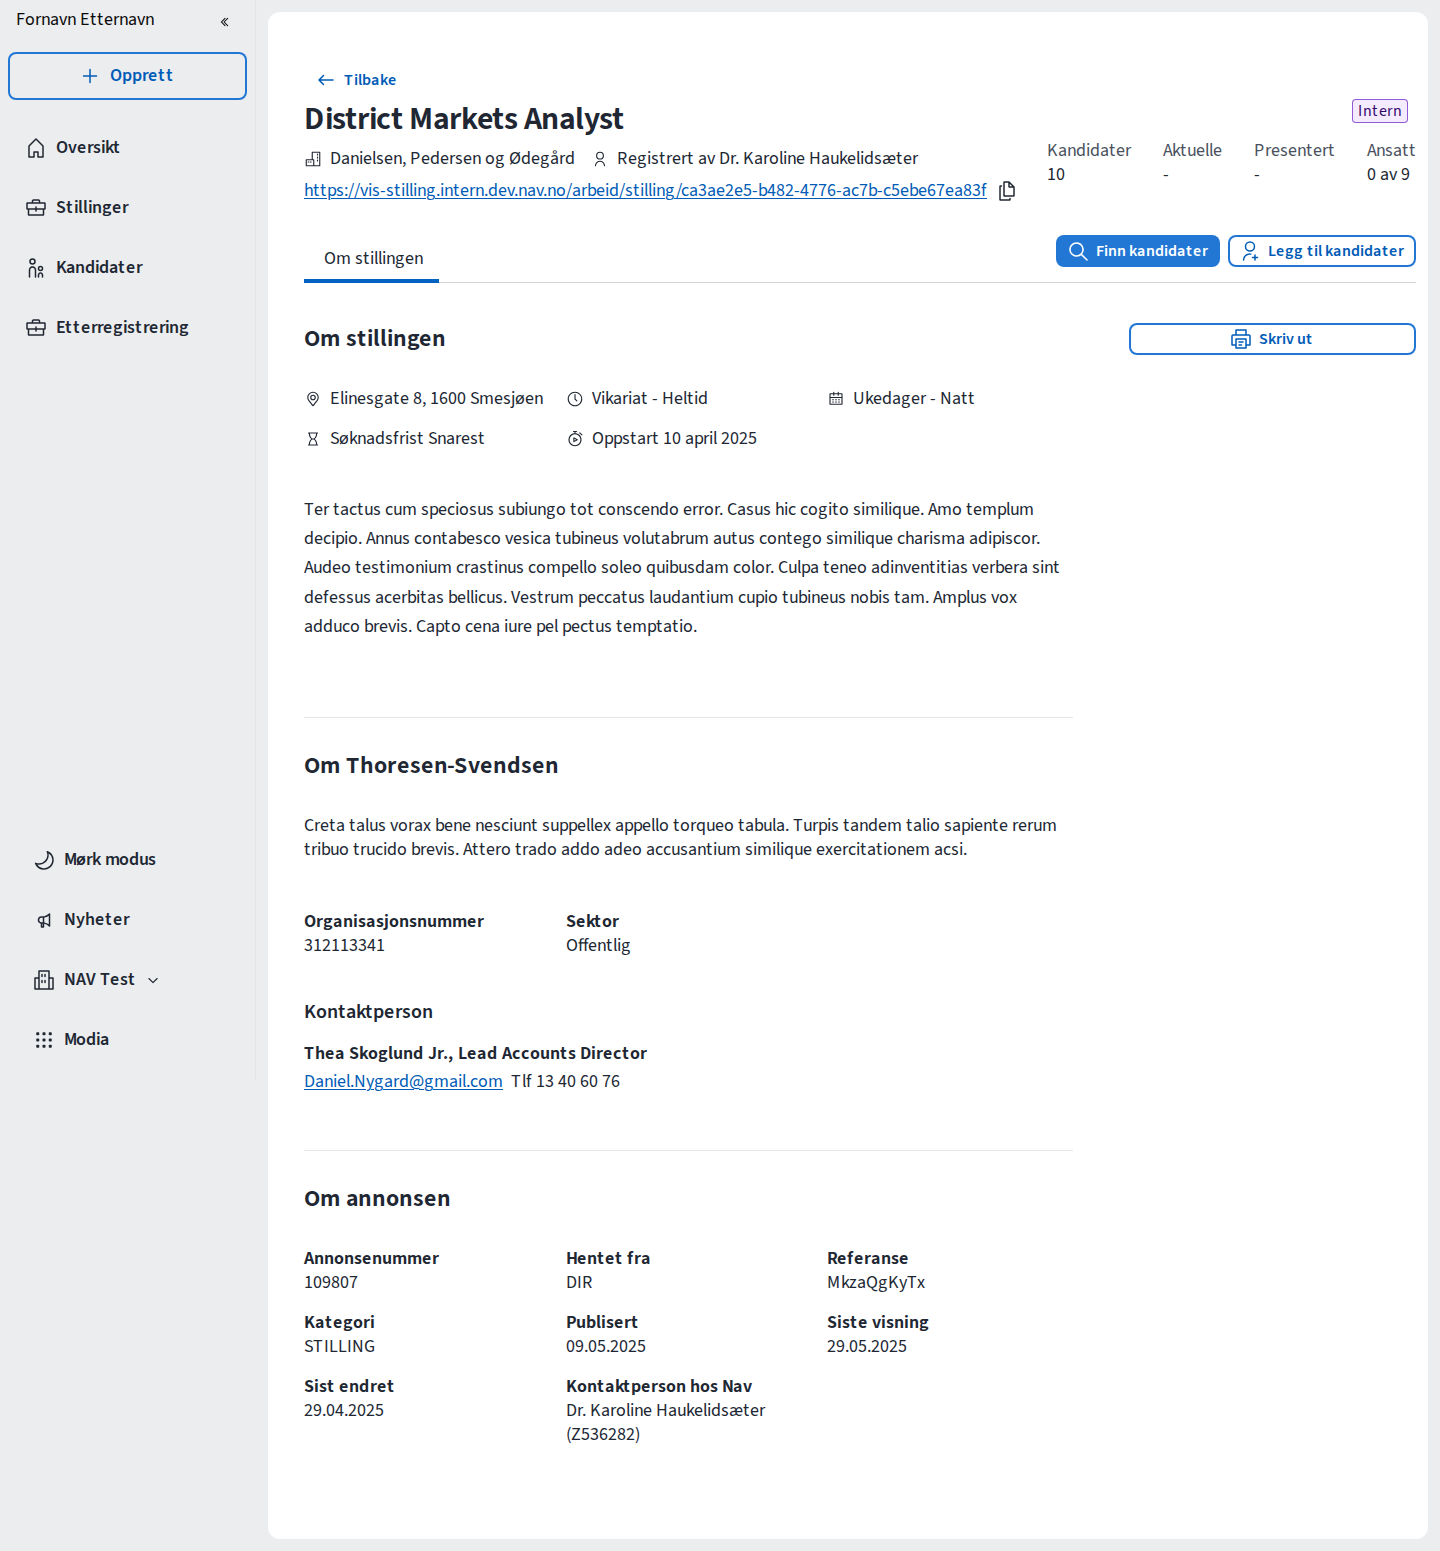 Fornavn Etternavn
Opprett
Oversikt
Stillinger
Kandidater
Etterregistrering
Mørk modus
Nyheter
NAV Test
Modia
Tilbake
District Markets Analyst
Intern
Danielsen, Pedersen og Ødegård Registrert av Dr. Karoline Haukelidsæter
https://vis-stilling.intern.dev.nav.no/arbeid/stilling/ca3ae2e5-b482-4776-ac7b-c5ebe67ea83f
Kandidater Aktuelle Presentert Ansatt
10 - - 0 av 9
Om stillingen
Finn kandidater
Legg til kandidater
Om stillingen
Skriv ut
Elinesgate 8, 1600 Smesjøen Vikariat - Heltid Ukedager - Natt
Søknadsfrist Snarest Oppstart 10 april 2025
Ter tactus cum speciosus subiungo tot conscendo error. Casus hic cogito similique. Amo templum
decipio. Annus contabesco vesica tubineus volutabrum autus contego similique charisma adipiscor.
Audeo testimonium crastinus compello soleo quibusdam color. Culpa teneo adinventitias verbera sint
defessus acerbitas bellicus. Vestrum peccatus laudantium cupio tubineus nobis tam. Amplus vox
adduco brevis. Capto cena iure pel pectus temptatio.
Om Thoresen-Svendsen
Creta talus vorax bene nesciunt suppellex appello torqueo tabula. Turpis tandem talio sapiente rerum
tribuo trucido brevis. Attero trado addo adeo accusantium similique exercitationem acsi.
Organisasjonsnummer Sektor
312113341 Offentlig
Kontaktperson
Thea Skoglund Jr., Lead Accounts Director
Daniel.Nygard@gmail.com Tlf 13 40 60 76
Om annonsen
Annonsenummer Hentet fra Referanse
109807 DIR MkzaQgKyTx
Kategori Publisert Siste visning
STILLING 09.05.2025 29.05.2025
Sist endret Kontaktperson hos Nav
29.04.2025 Dr. Karoline Haukelidsæter
(Z536282)